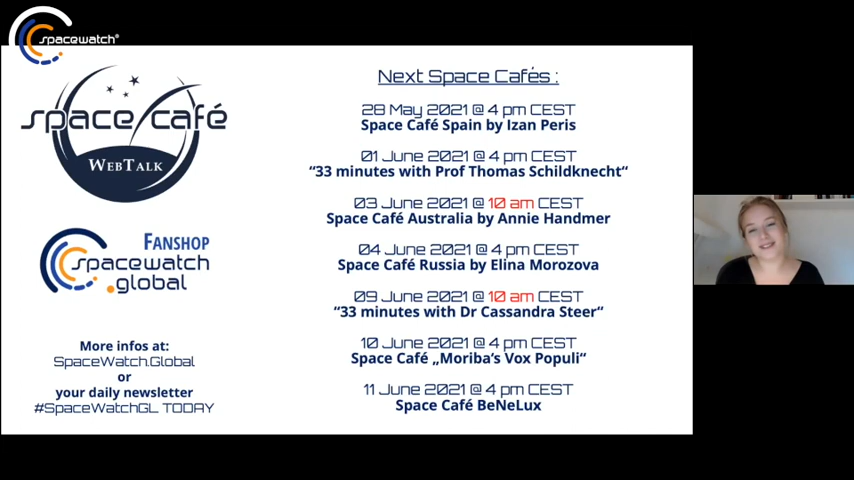 spacewatch®
space café
WEBTALK
FANSHOP
spacewatch
.global
More infos at:
SpaceWatch.Global
or
your daily newsletter
#SpaceWatchGL TODAY
Next Space Cafés :
28 May 2021 @ 4 pm CEST
Space Café Spain by Izan Peris
01 June 2021 @ 4 pm CEST
“33 minutes with Prof Thomas Schildknecht“
03 June 2021 @ 10 am CEST
Space Café Australia by Annie Handmer
04 June 2021 @ 4 pm CEST
Space Café Russia by Elina Morozova
09 June 2021 @ 10 am CEST
“33 minutes with Dr Cassandra Steer“
10 June 2021 @ 4 pm CEST
Space Café „Moriba’s Vox Populi“
11 June 2021 @ 4 pm CEST
Space Café BeNeLux